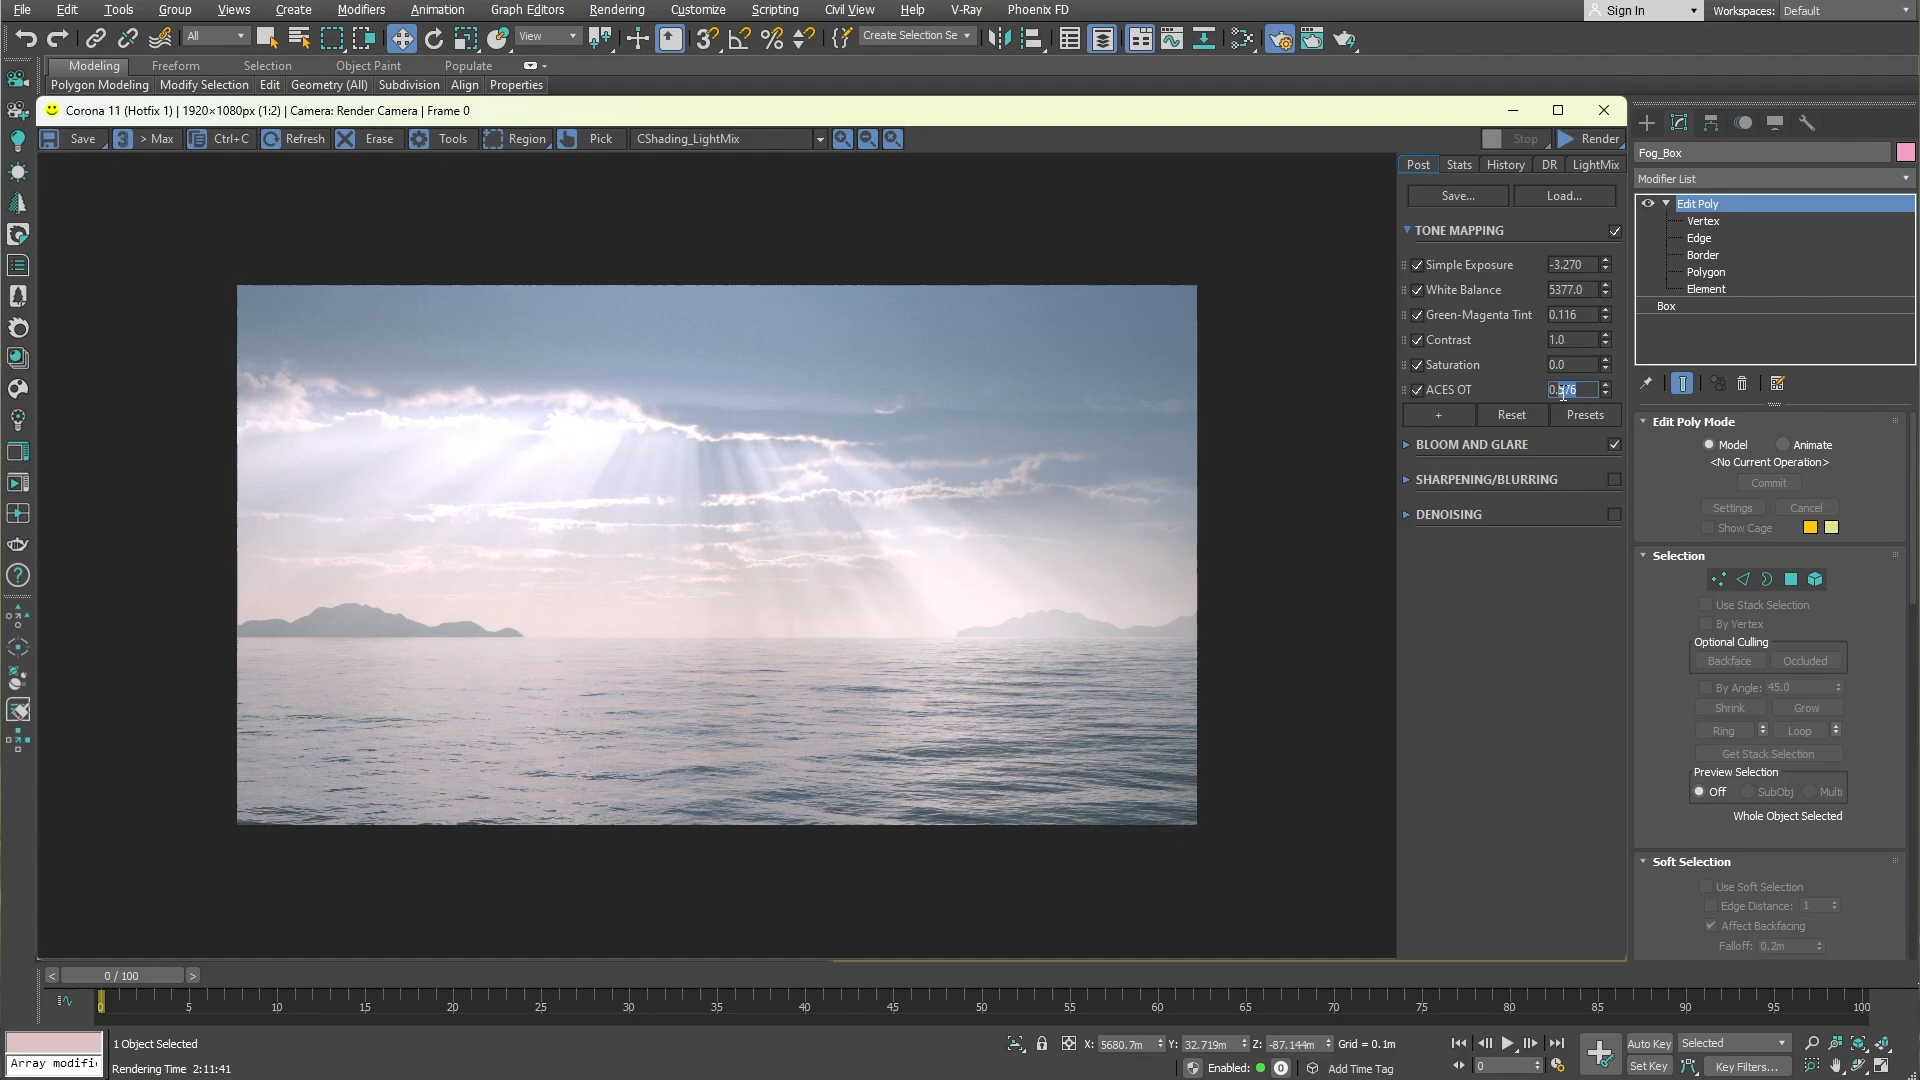 File Edit Tools Group Views Create Modifiers Animation Graph Editors Rendering Customize Scripting Civil View Help V-Ray Phoenix FD Sign In Workspaces: Default
All View Create Selection Se
Modeling Freeform Selection Object Paint Populate
Polygon Modeling Modify Selection Edit Geometry (All) Subdivision Align Properties
Corona 11 (Hotfix 1) | 1920×1080px (1:2) | Camera: Render Camera | Frame 0
Save 3 > Max Ctrl+C Refresh Erase Tools Region Pick CShading_LightMix Stop Render
Post Stats History DR LightMix
Save... Load...
TONE MAPPING
Simple Exposure -3.270
White Balance 5377.0
Green-Magenta Tint 0.116
Contrast 1.0
Saturation 0.0
ACES OT
+ Reset Presets
BLOOM AND GLARE
SHARPENING/BLURRING
DENOISING
Fog_Box
Modifier List
Edit Poly
Vertex
Edge
Border
Polygon
Element
Box
Edit Poly Mode
Model Animate
<No Current Operation>
Commit
Settings Cancel
Show Cage
Selection
Use Stack Selection
By Vertex
Optional Culling
Backface Occluded
By Angle: 45.0
Shrink Grow
Ring Loop
Get Stack Selection
Preview Selection
Off SubObj Multi
Whole Object Selected
Soft Selection
Use Soft Selection
Edge Distance: 1
Affect Backfacing
Falloff: 0.2m
< 0 / 100 >
0 5 10 15 20 25 30 35 40 45 50 55 60 65 70 75 80 85 90 95 100
1 Object Selected X: 5680.7m Y: 32.719m Z: -87.144m Grid = 0.1m Auto Key Selected
Array modifi Rendering Time 2:11:41 Enabled: 0 Add Time Tag 0 Set Key Key Filters...